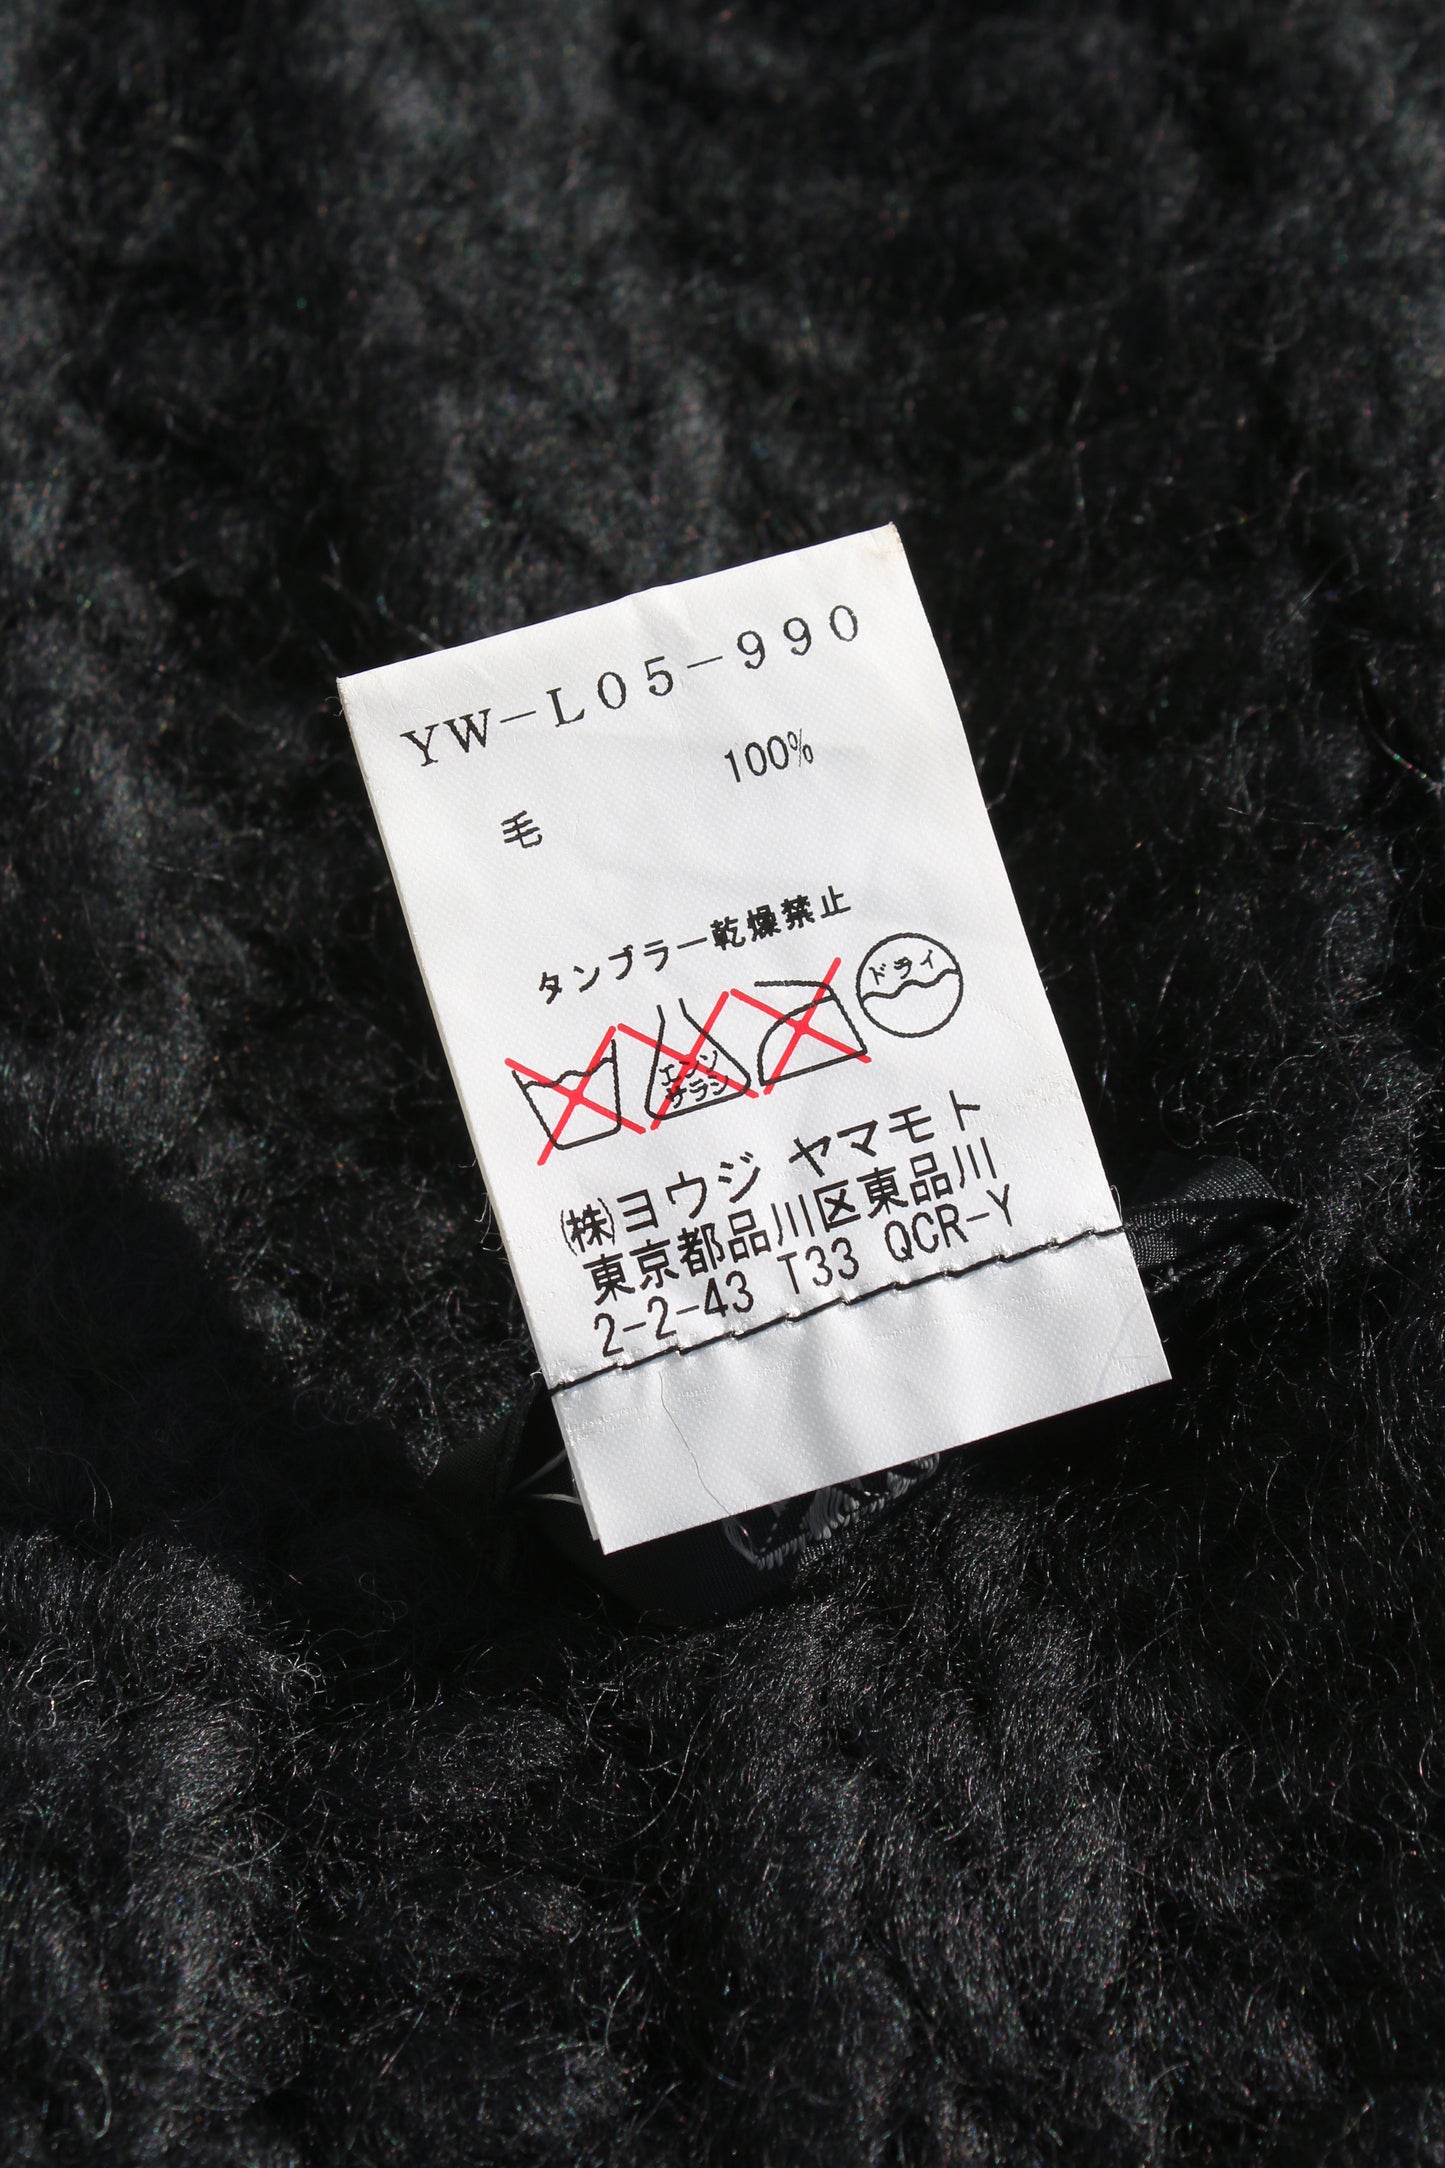 YW-L05-990
100%
毛
タンブラー乾燥禁止
ドライ
エンソ
サラシ
(株)ヨウジ ヤマモト
東京都品川区東品川
2-2-43 T33 QCR-Y